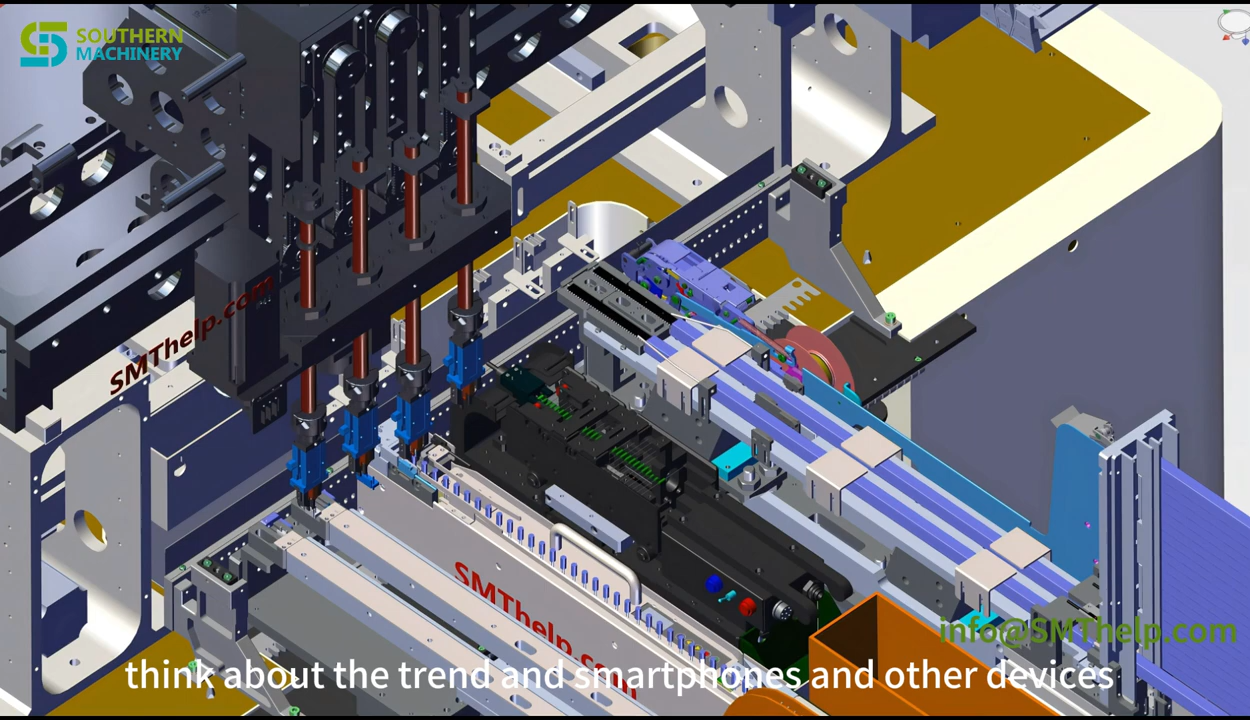 SOUTHERN
MACHINERY
SMThelp.com
SMThelp.com
info@SMThelp.com
think about the trend and smartphones and other devices